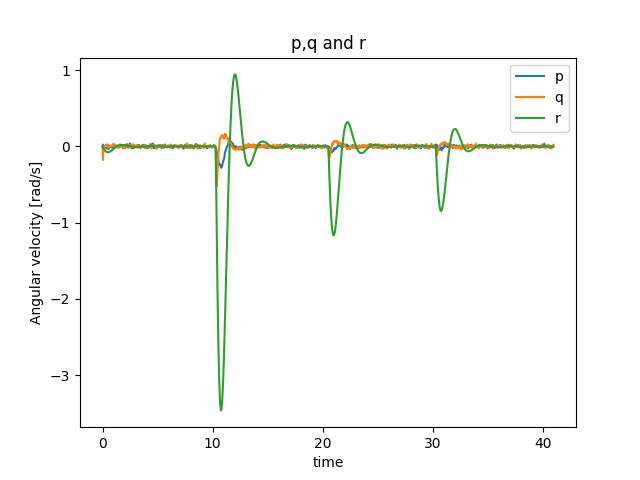 p,q and r
p
q
r
1
0
−1
−2
−3
Angular velocity [rad/s]
0
10
20
30
40
time